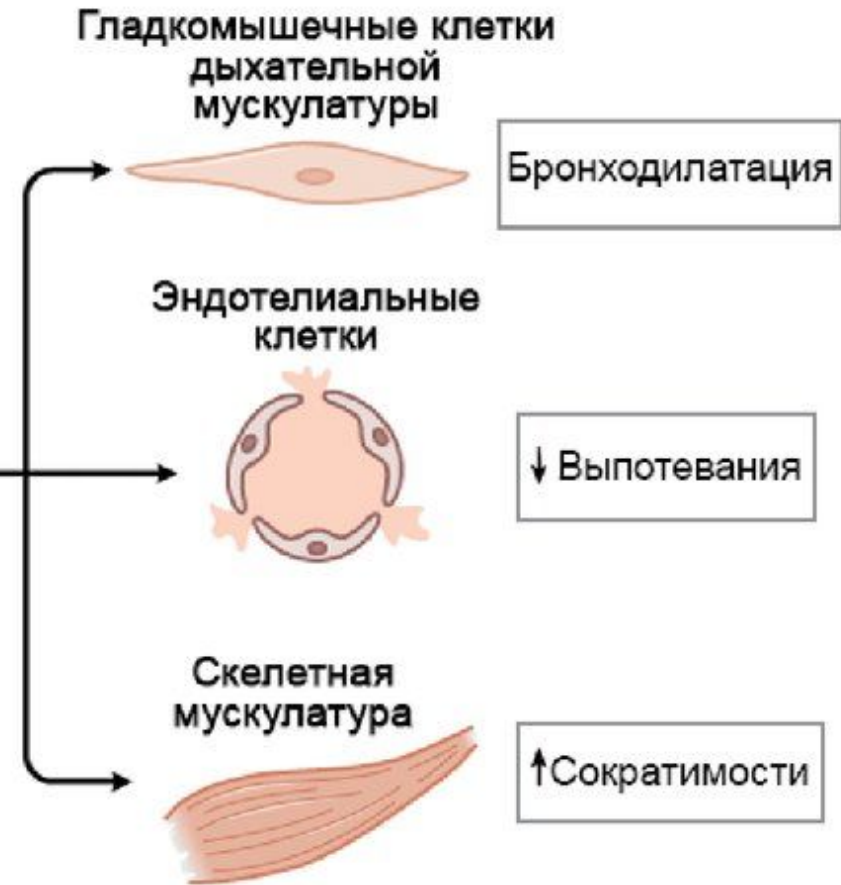 Гладкомышечные клетки
дыхательной
мускулатуры
Бронходилатация
Эндотелиальные
клетки
↓ Выпотевания
Скелетная
мускулатура
↑Сократимости